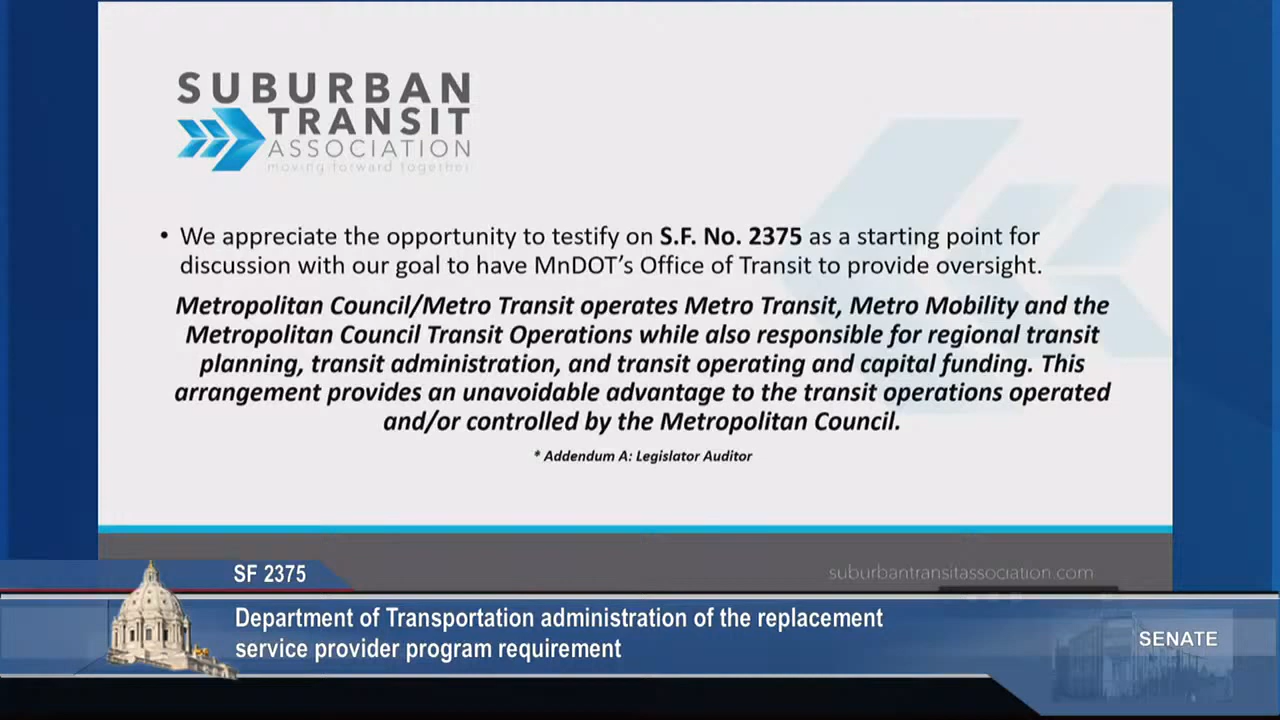 SUBURBAN
TRANSIT
ASSOCIATION
moving forward together
• We appreciate the opportunity to testify on S.F. No. 2375 as a starting point for
discussion with our goal to have MnDOT's Office of Transit to provide oversight.
Metropolitan Council/Metro Transit operates Metro Transit, Metro Mobility and the
Metropolitan Council Transit Operations while also responsible for regional transit
planning, transit administration, and transit operating and capital funding. This
arrangement provides an unavoidable advantage to the transit operations operated
and/or controlled by the Metropolitan Council.
* Addendum A: Legislator Auditor
suburbantransitassociation.com
SF 2375
Department of Transportation administration of the replacement
service provider program requirement
SENATE